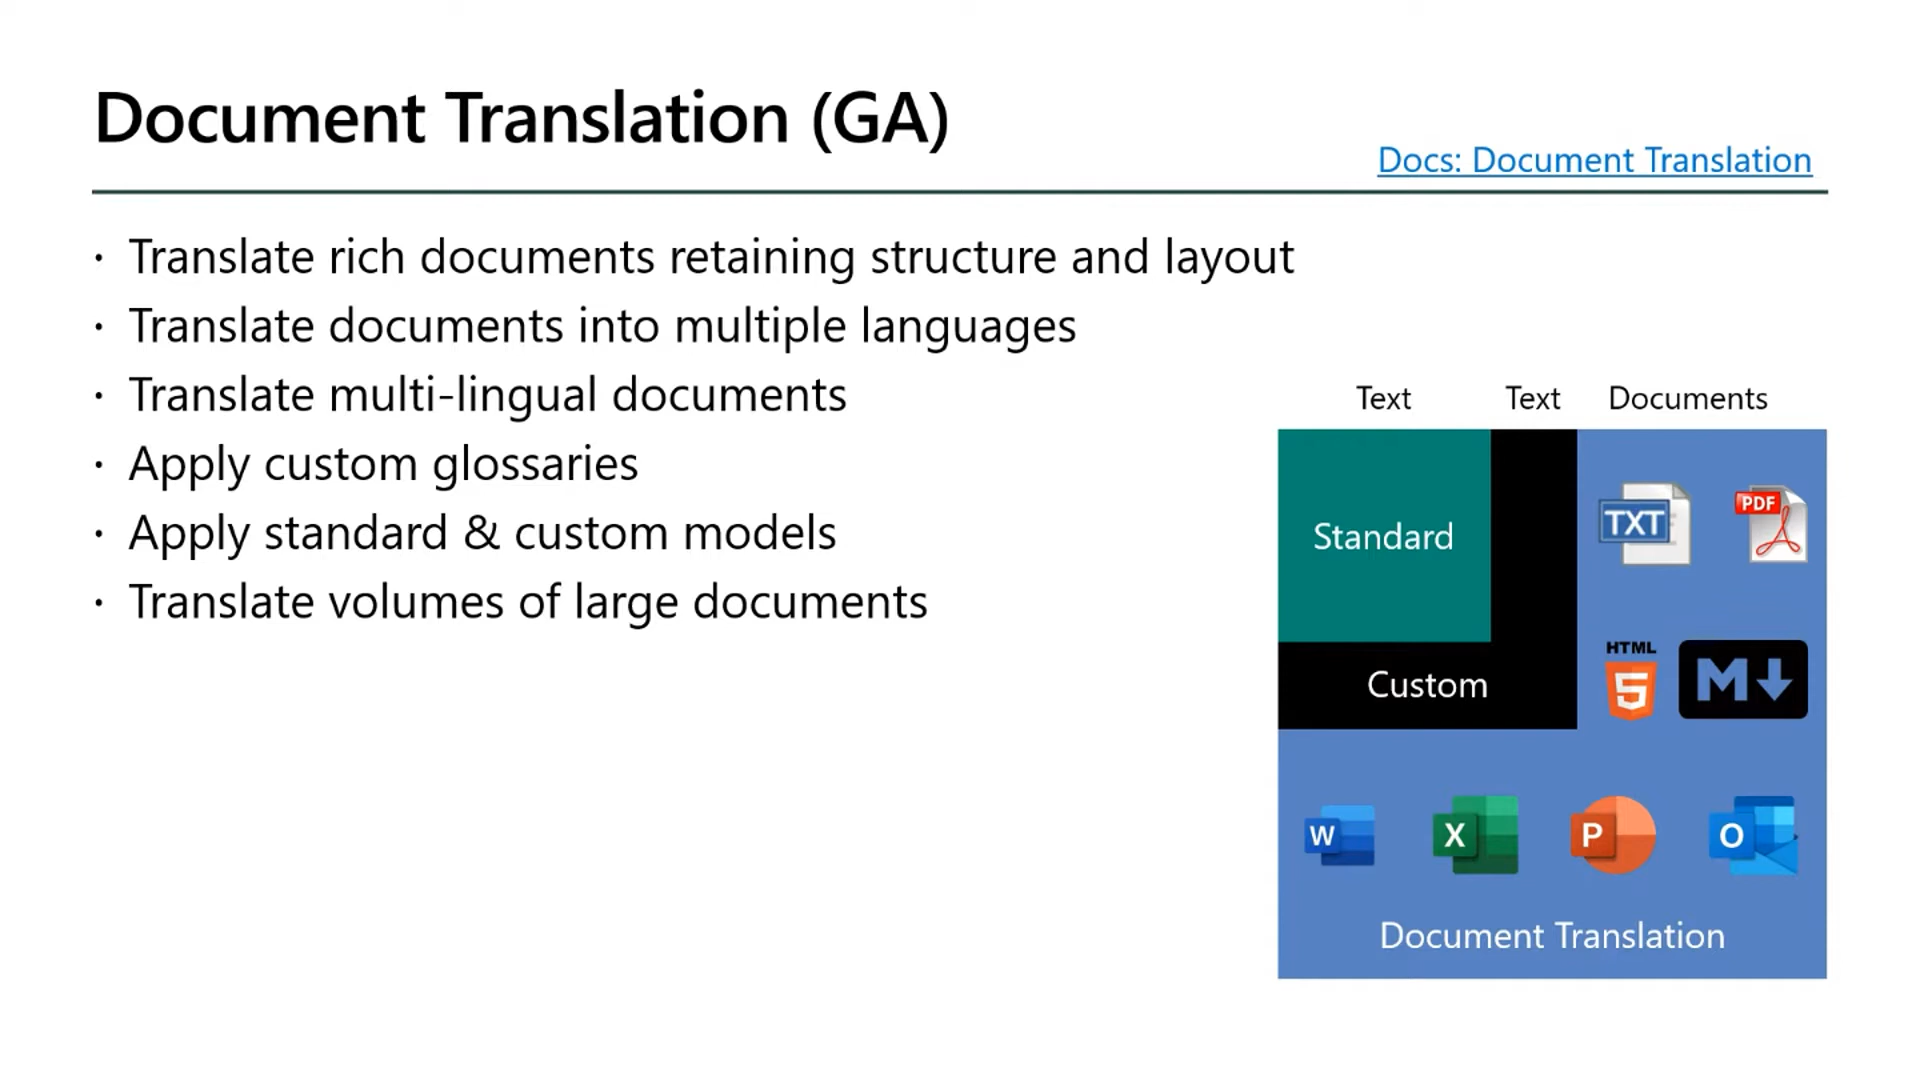 Document Translation (GA)
Docs: Document Translation
· Translate rich documents retaining structure and layout
· Translate documents into multiple languages
· Translate multi-lingual documents
· Apply custom glossaries
· Apply standard & custom models
· Translate volumes of large documents
Text Text Documents
Standard
TXT PDF
Custom
HTML
5 M
W X P O
Document Translation